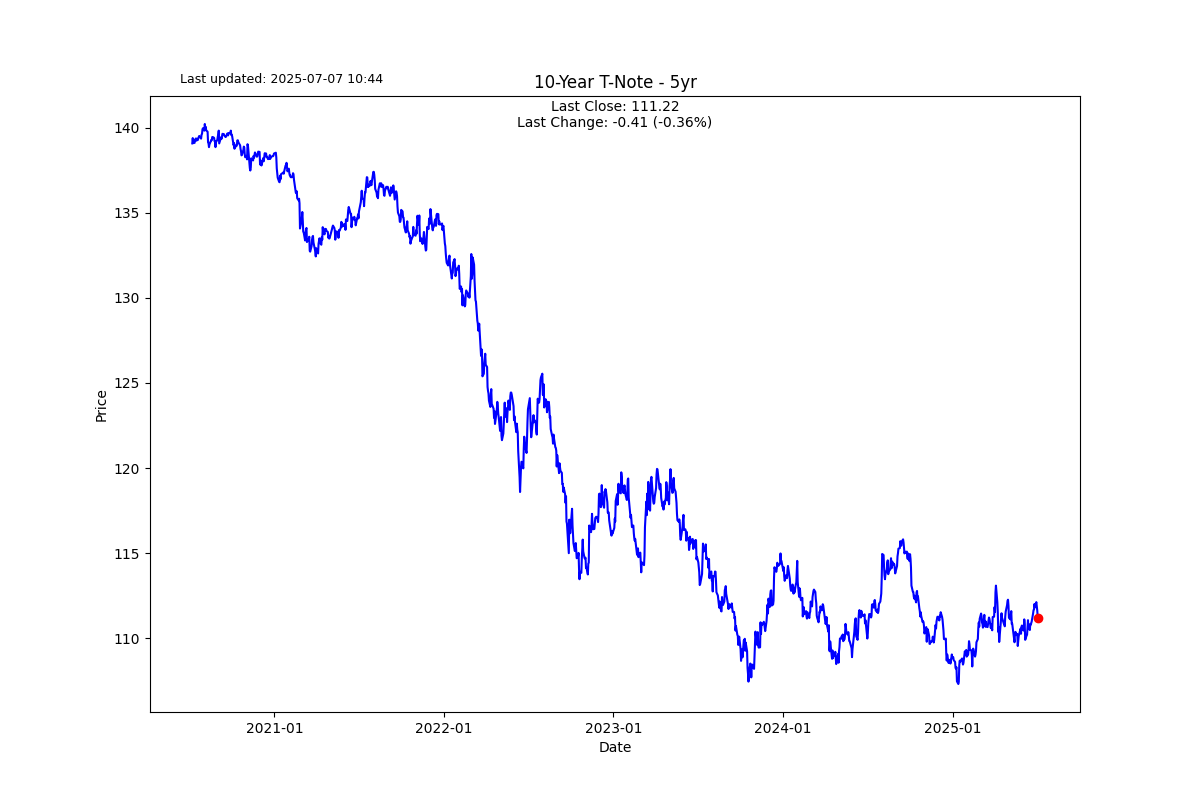 Last updated: 2025-07-07 10:44
10-Year T-Note - 5yr
Last Close: 111.22
Last Change: -0.41 (-0.36%)
140
135
130
125
120
115
110
Price
2021-01
2022-01
2023-01
2024-01
2025-01
Date